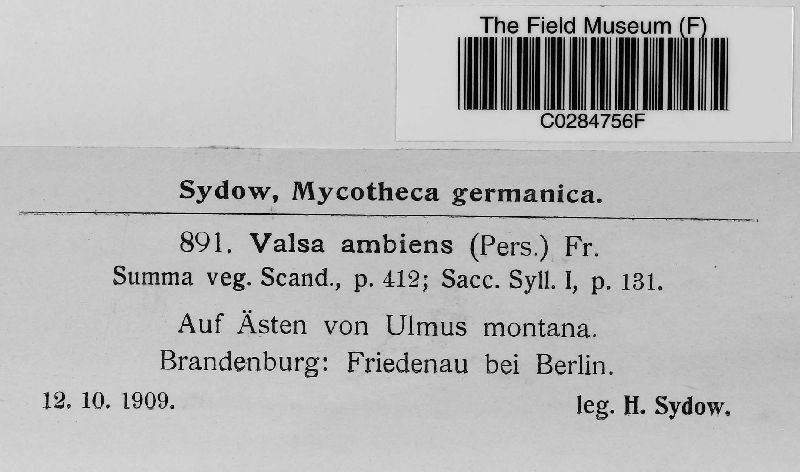 The Field Museum (F)
C0284756F
Sydow, Mycotheca germanica.
891. Valsa ambiens (Pers.) Fr.
Summa veg. Scand., p. 412; Sacc. Syll. I, p. 131.
Auf Ästen von Ulmus montana.
Brandenburg: Friedenau bei Berlin.
12. 10. 1909.
leg. H. Sydow.